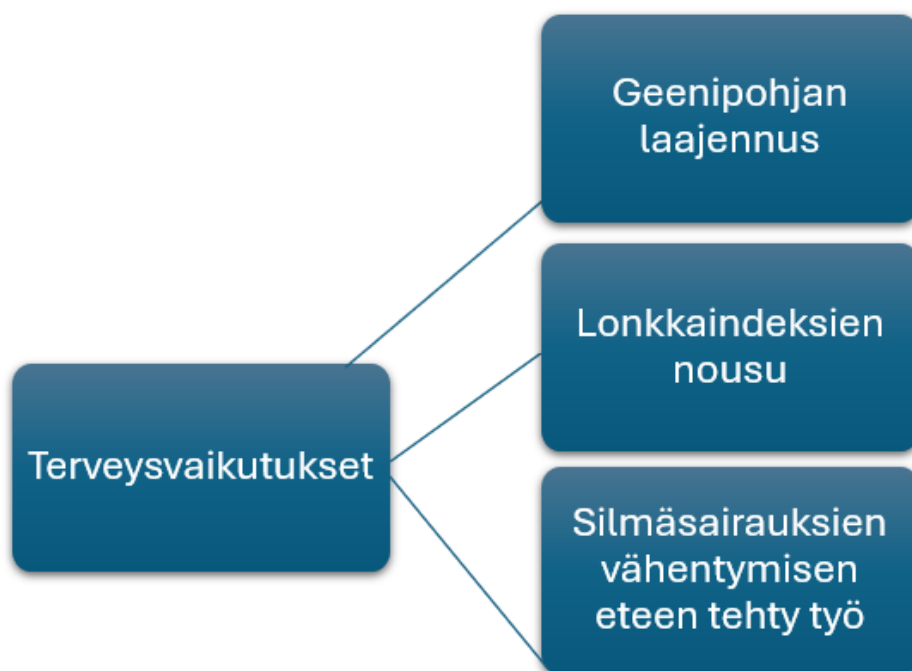 Geenipohjan
laajennus
Lonkkaindeksien
nousu
Terveysvaikutukset
Silmäsairauksien
vähentymisen
eteen tehty työ